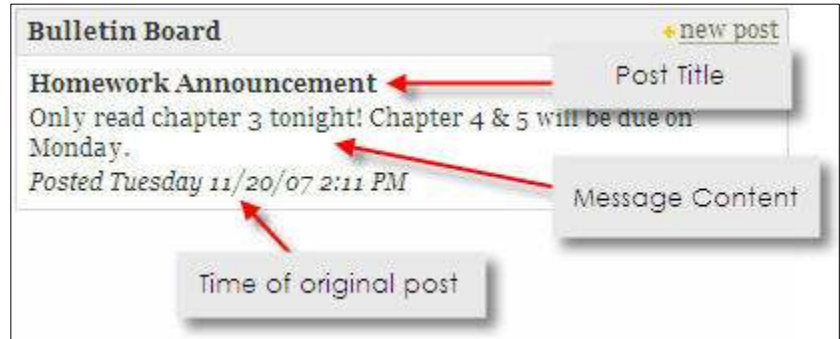 Bulletin Board
+new post
Homework Announcement
Post Title
Only read chapter 3 tonight! Chapter 4 & 5 will be due on
Monday.
Message Content
Posted Tuesday 11/20/07 2:11 PM
Time of original post